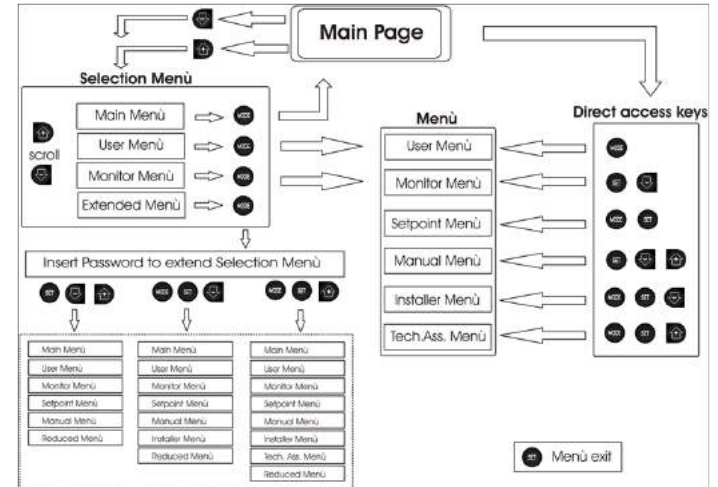 Main Page
Selection Menù
Main Menù
MODE
User Menù
MODE
scroll
Monitor Menù
MODE
Extended Menù
MODE
Insert Password to extend Selection Menù
SET
MODE SET
MODE SET
Main Menù
User Menù
Monitor Menù
Setpoint Menù
Manual Menù
Reduced Menù
Main Menù
User Menù
Monitor Menù
Setpoint Menù
Manual Menù
Installer Menù
Reduced Menù
Main Menù
User Menù
Monitor Menù
Setpoint Menù
Manual Menù
Installer Menù
Tech. Ass. Menù
Reduced Menù
Menù
Direct access keys
User Menù
MODE
Monitor Menù
SET
Setpoint Menù
MODE SET
Manual Menù
SET
Installer Menù
MODE SET
Tech.Ass. Menù
MODE SET
SET Menù exit